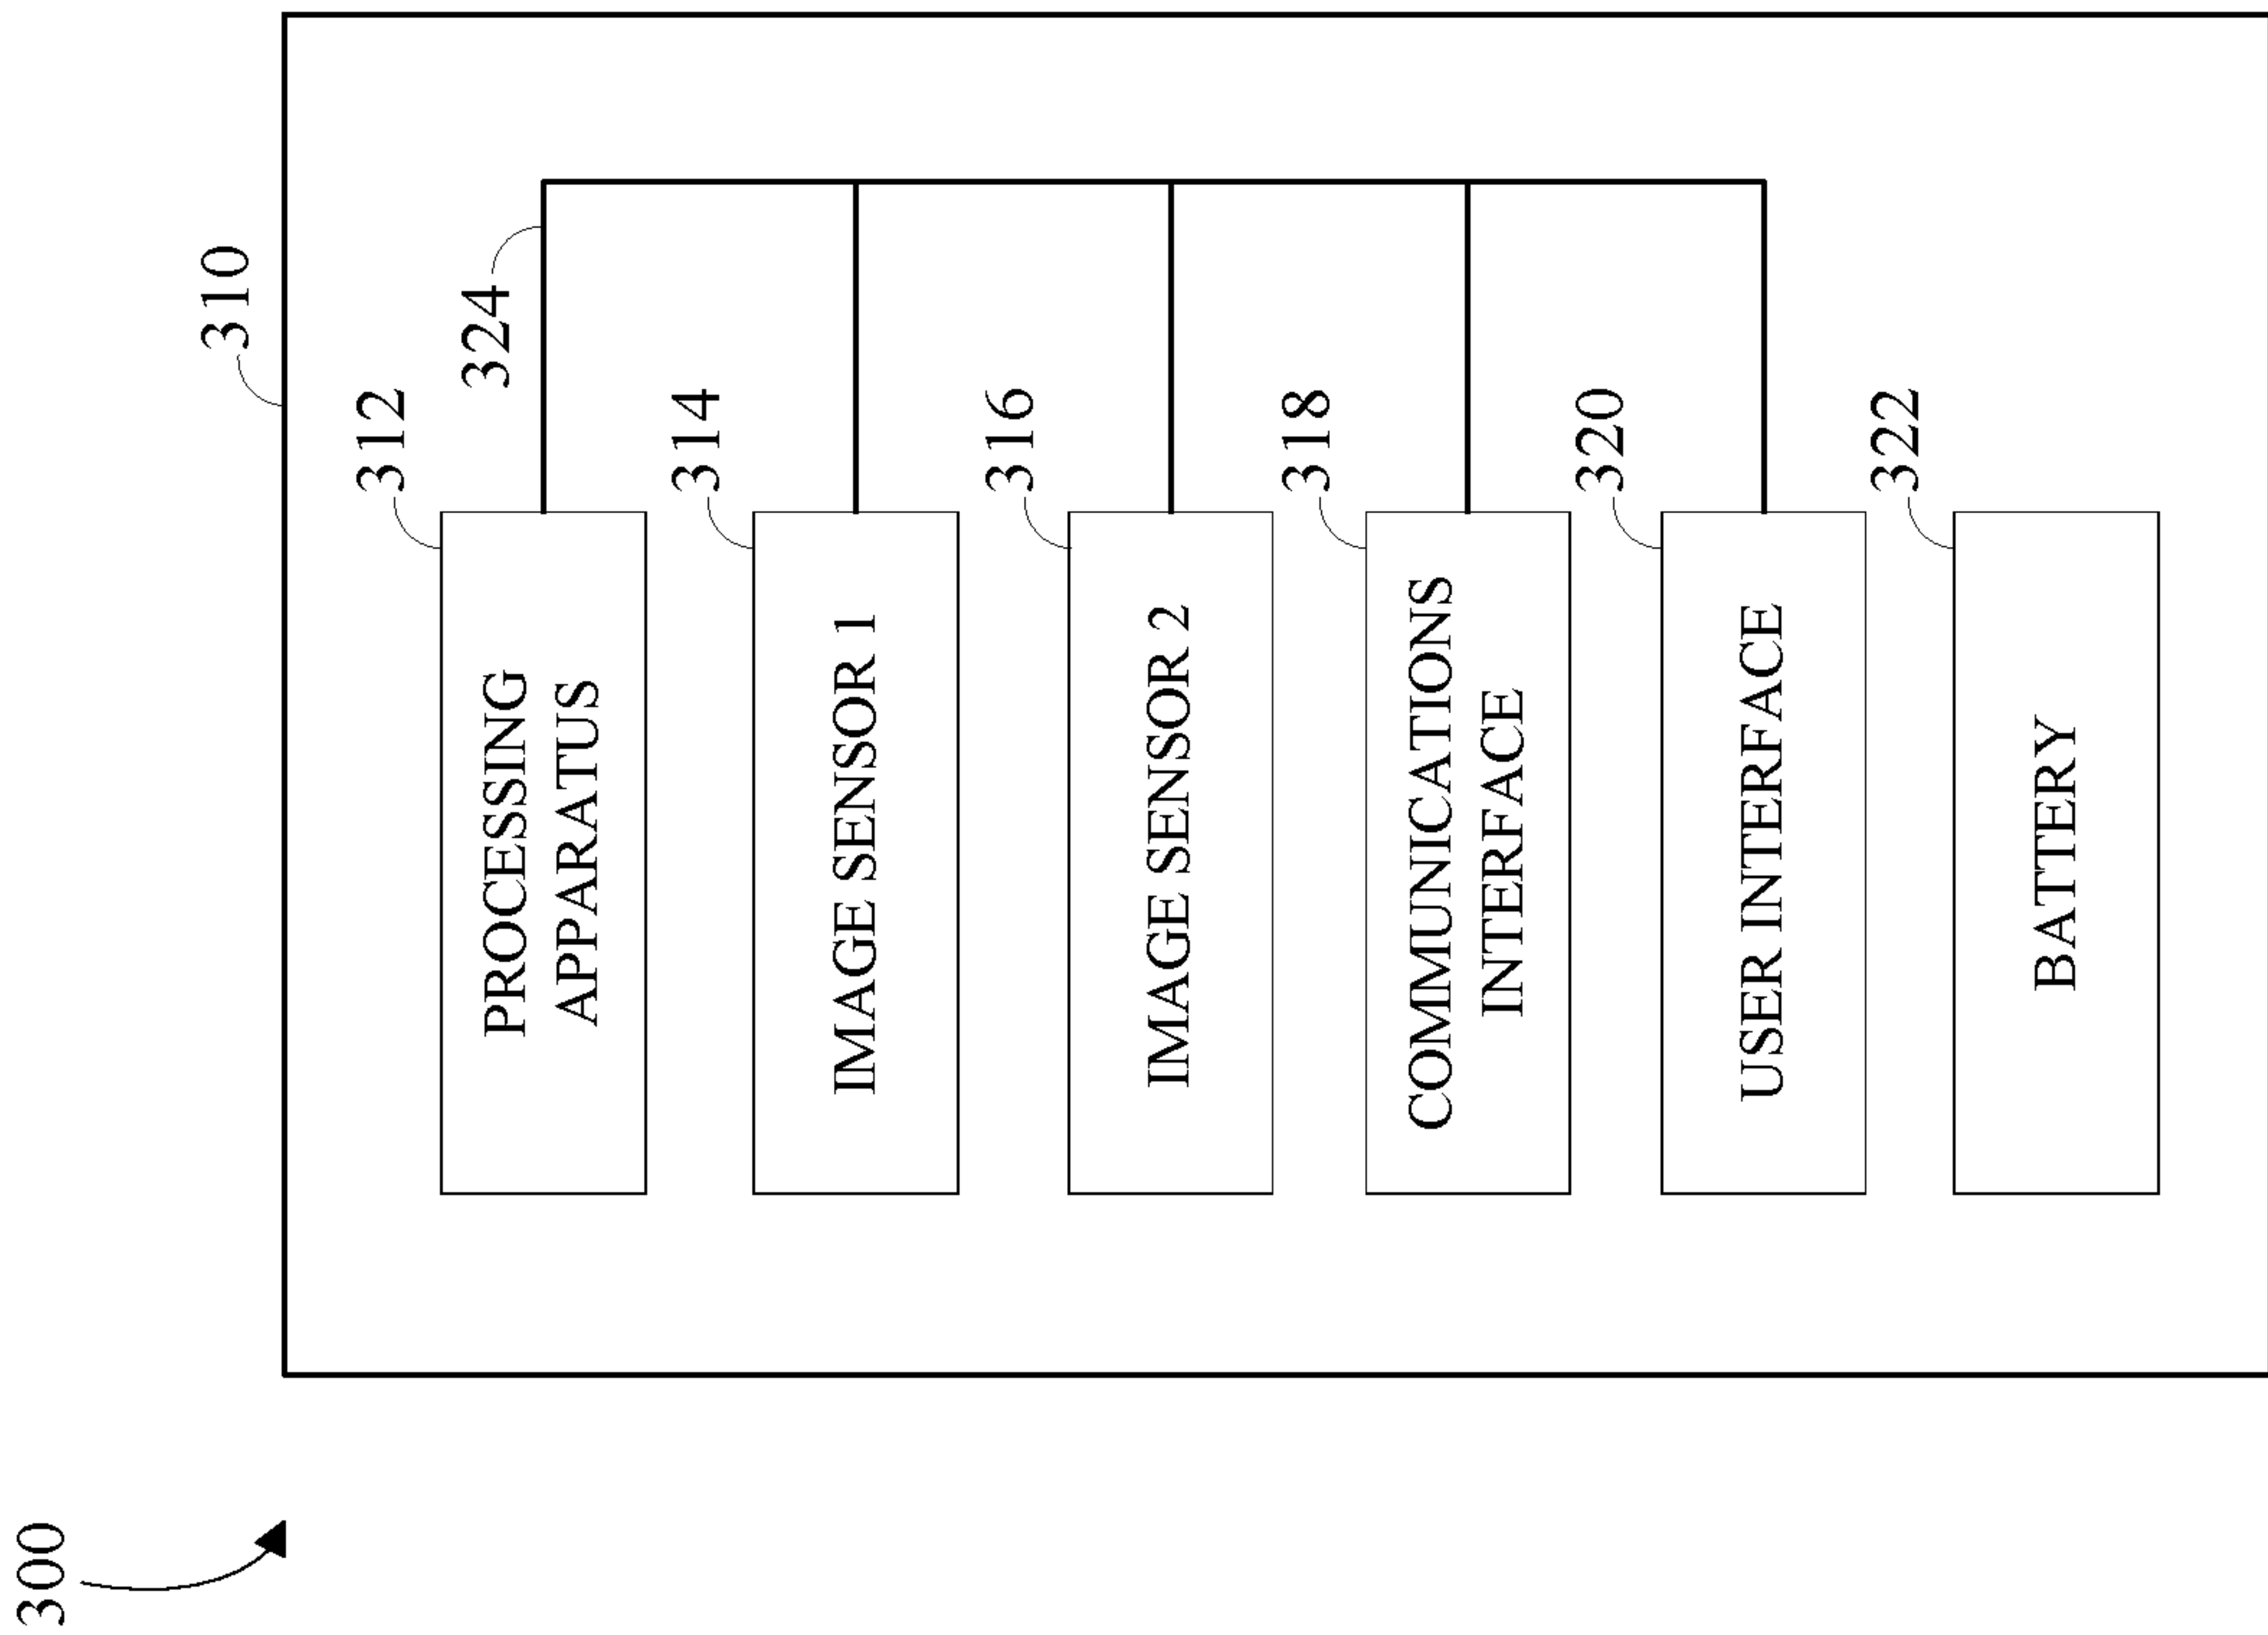 300
310
312
324
PROCESSING
APPARATUS
314
IMAGE SENSOR 1
316
IMAGE SENSOR 2
318
COMMUNICATIONS
INTERFACE
320
USER INTERFACE
322
BATTERY